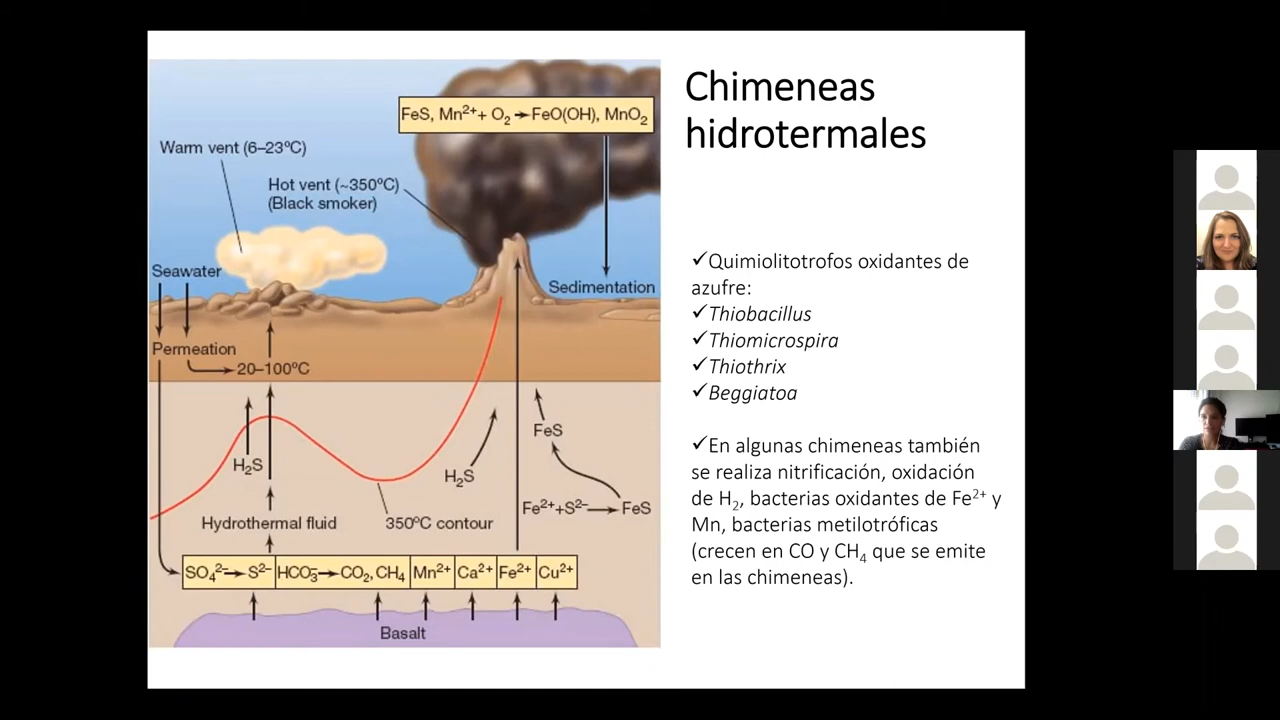 Chimeneas
hidrotermales
FeS, Mn²⁺+ O₂ → FeO(OH), MnO₂
Warm vent (6–23ºC)
Hot vent (~350ºC)
(Black smoker)
Seawater
Sedimentation
Permeation
20–100ºC
FeS
H₂S
H₂S
Fe²⁺+S²⁻ → FeS
Hydrothermal fluid
350ºC contour
SO₄²⁻ → S²⁻ HCO₃⁻ → CO₂, CH₄ Mn²⁺ Ca²⁺ Fe²⁺ Cu²⁺
Basalt
✓Quimiolitotrofos oxidantes de
azufre:
✓Thiobacillus
✓Thiomicrospira
✓Thiothrix
✓Beggiatoa
✓En algunas chimeneas también
se realiza nitrificación, oxidación
de H₂, bacterias oxidantes de Fe²⁺ y
Mn, bacterias metilotróficas
(crecen en CO y CH₄ que se emite
en las chimeneas).